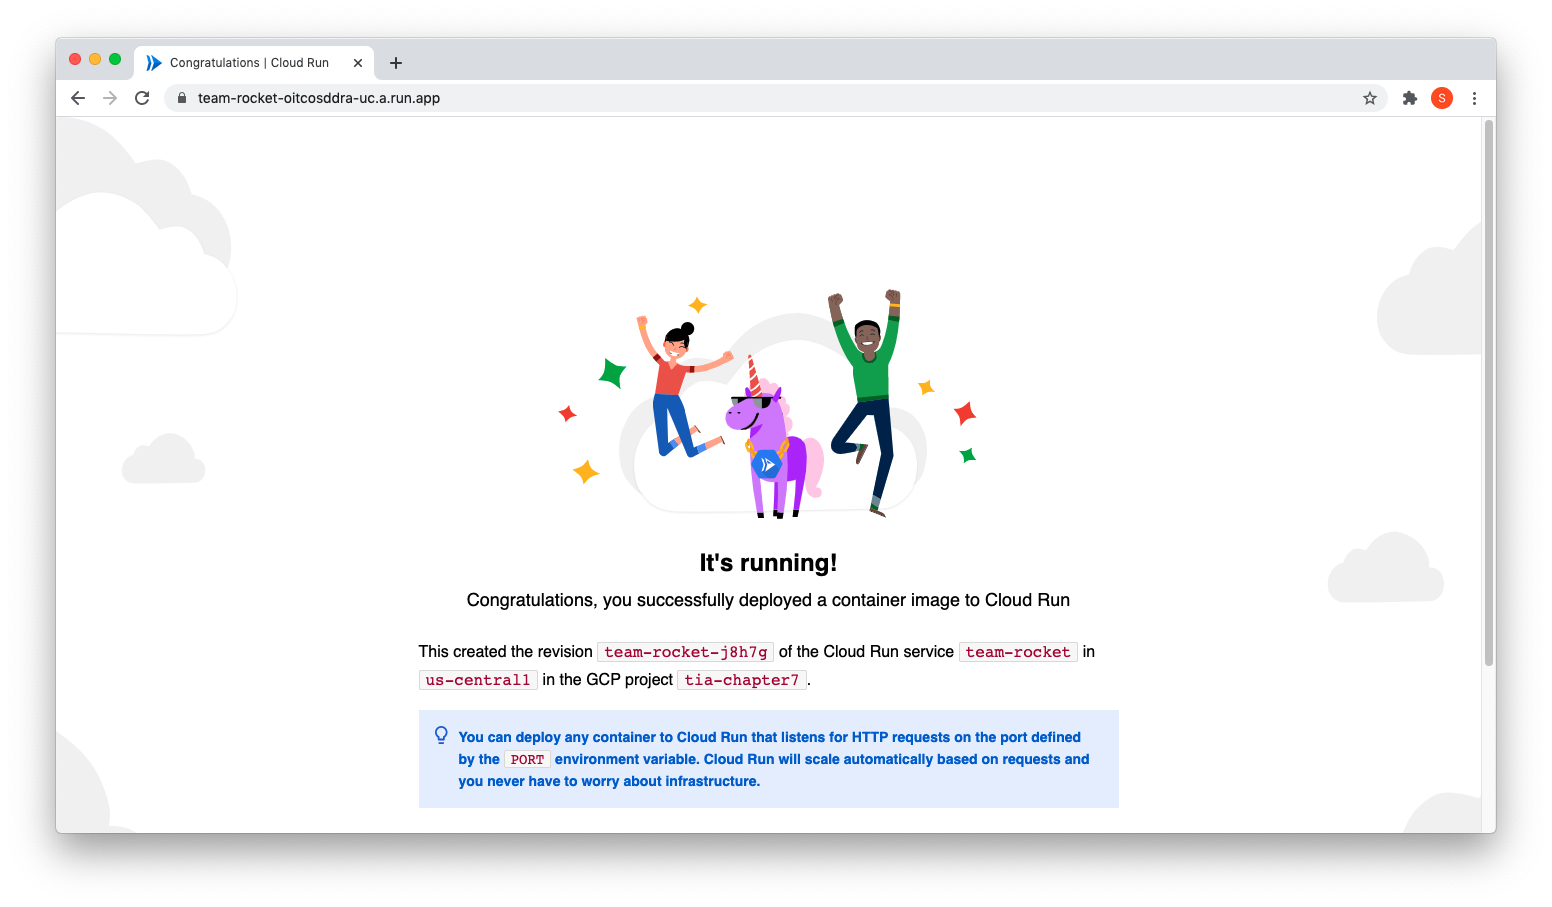 Congratulations | Cloud Run
team-rocket-oitcosddra-uc.a.run.app
S
It's running!
Congratulations, you successfully deployed a container image to Cloud Run
This created the revision team-rocket-j8h7g of the Cloud Run service team-rocket in
us-central1 in the GCP project tia-chapter7.
You can deploy any container to Cloud Run that listens for HTTP requests on the port defined
by the PORT environment variable. Cloud Run will scale automatically based on requests and
you never have to worry about infrastructure.